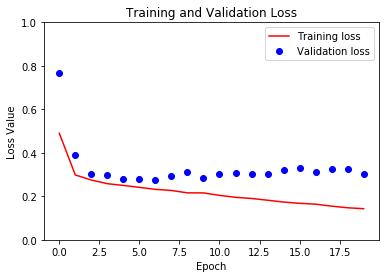 Training and Validation Loss
1.0
0.8
0.6
0.4
0.2
0.0
Loss Value
Training loss
Validation loss
0.0 2.5 5.0 7.5 10.0 12.5 15.0 17.5
Epoch